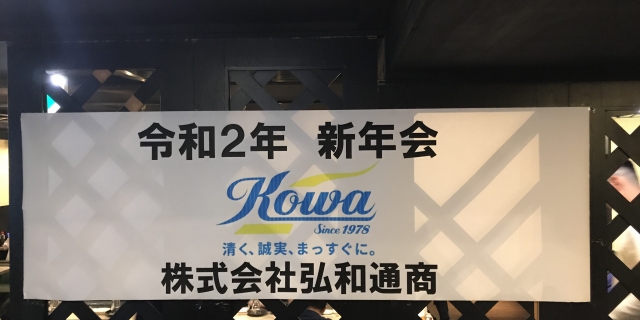 令和2年 新年会
Kowa
Since 1978
清く、誠実、まっすぐに。
株式会社弘和通商